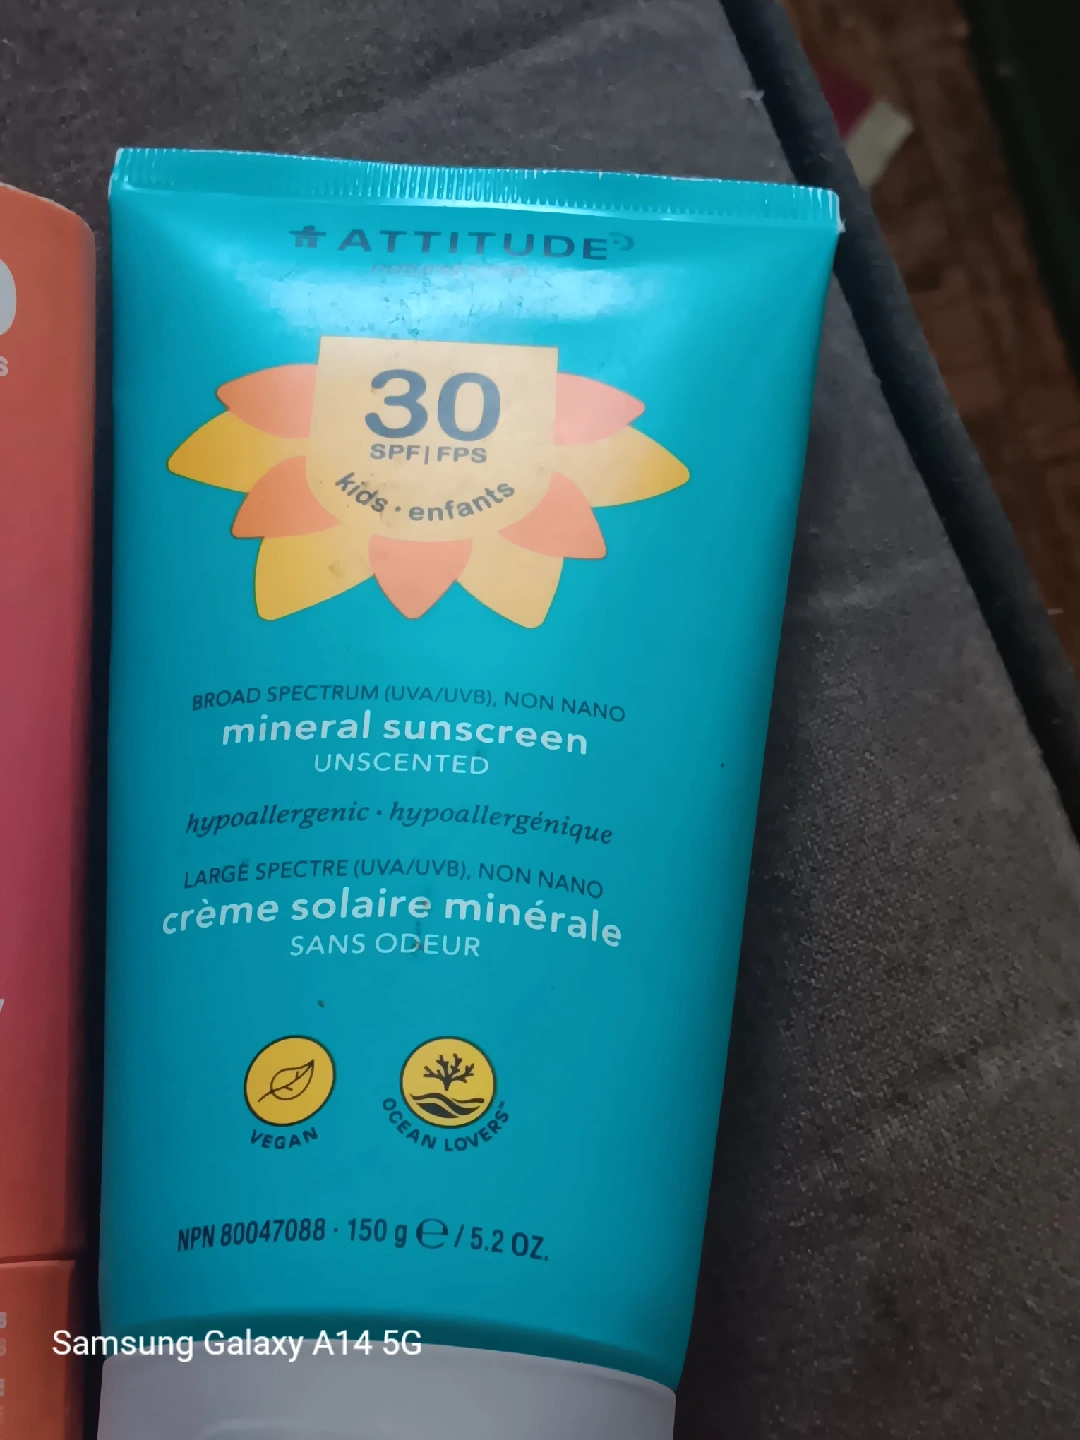 ATTITUDE
30
SPF|FPS
kids · enfants
BROAD SPECTRUM (UVA/UVB), NON NANO
mineral sunscreen
UNSCENTED
hypoallergenic · hypoallergénique
LARGE SPECTRE (UVA/UVB), NON NANO
crème solaire minérale
SANS ODEUR
VEGAN
OCEAN LOVERS™
NPN 80047088 · 150 g ℮ / 5.2 OZ.
Samsung Galaxy A14 5G